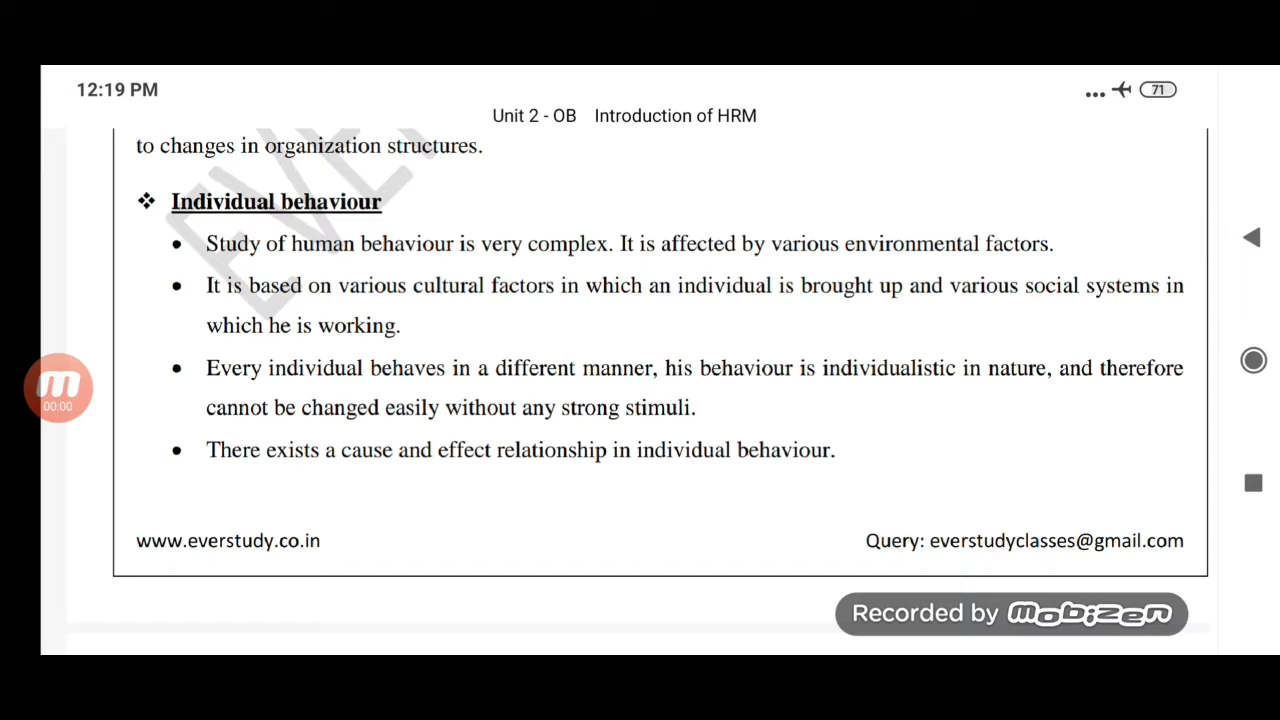 12:19 PM
71
Unit 2 - OB Introduction of HRM
to changes in organization structures.
❖ Individual behaviour
• Study of human behaviour is very complex. It is affected by various environmental factors.
• It is based on various cultural factors in which an individual is brought up and various social systems in
which he is working.
• Every individual behaves in a different manner, his behaviour is individualistic in nature, and therefore
cannot be changed easily without any strong stimuli.
• There exists a cause and effect relationship in individual behaviour.
00:00
www.everstudy.co.in Query: everstudyclasses@gmail.com
Recorded by mobizen